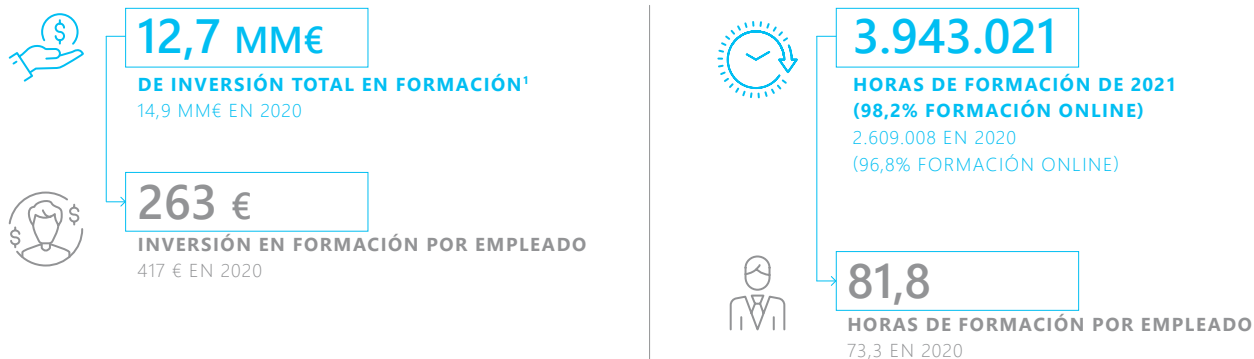 12,7 MM€
DE INVERSIÓN TOTAL EN FORMACIÓN¹
14,9 MM€ EN 2020
263 €
INVERSIÓN EN FORMACIÓN POR EMPLEADO
417 € EN 2020
3.943.021
HORAS DE FORMACIÓN DE 2021
(98,2% FORMACIÓN ONLINE)
2.609.008 EN 2020
(96,8% FORMACIÓN ONLINE)
81,8
HORAS DE FORMACIÓN POR EMPLEADO
73,3 EN 2020